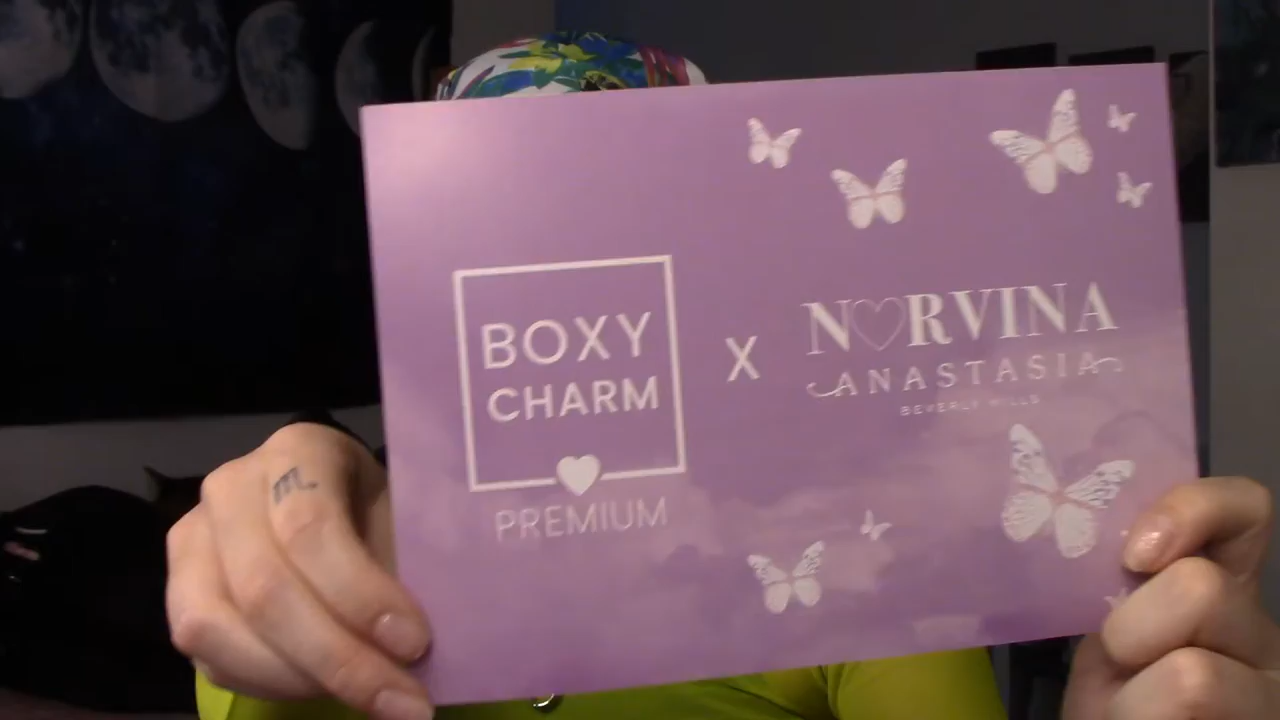 BOXY
CHARM
PREMIUM
X
NORVINA
ANASTASIA
BEVERLY HILLS
m